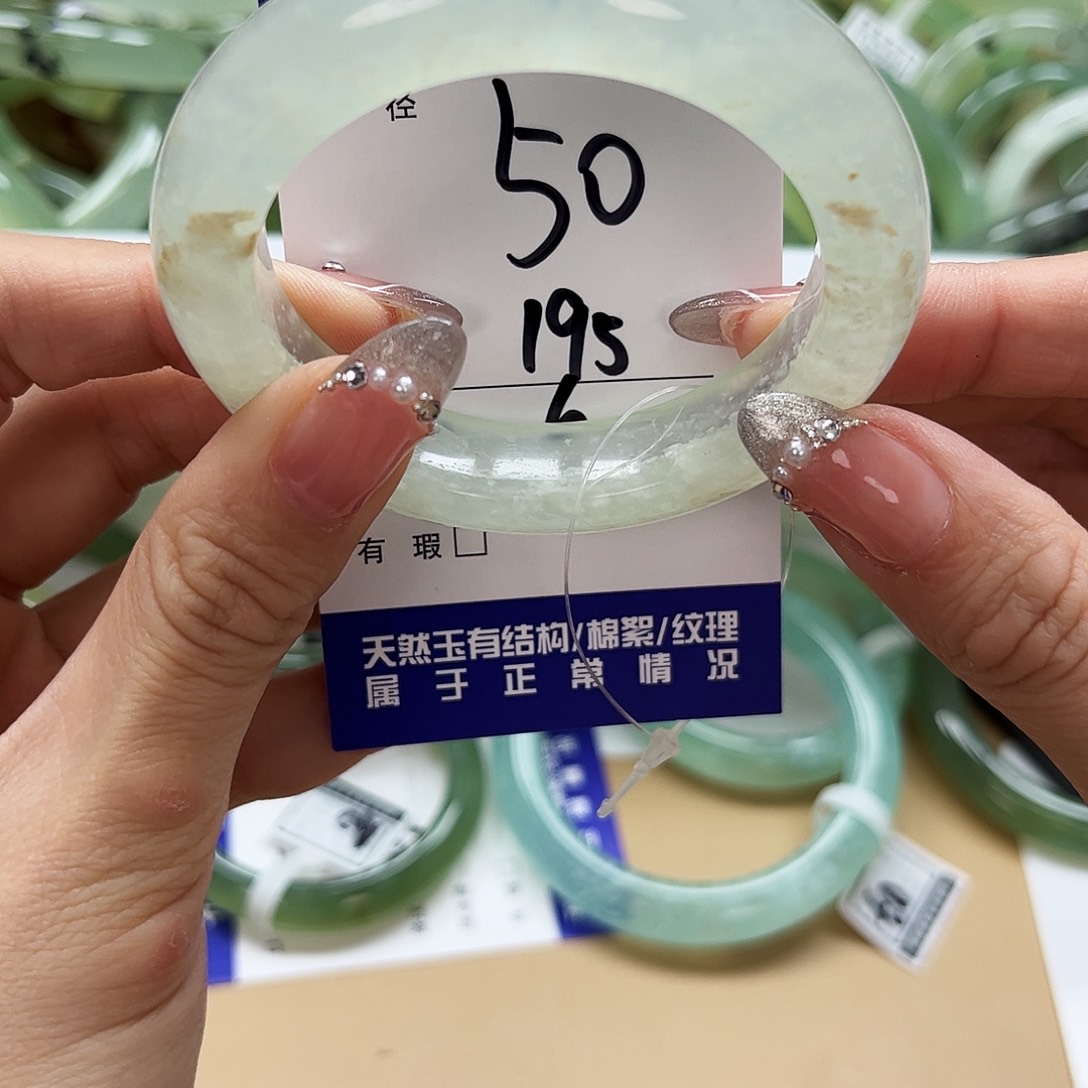 径
50
195
6
有 瑕 □
天然玉有结构/棉絮/纹理
属于正常情况